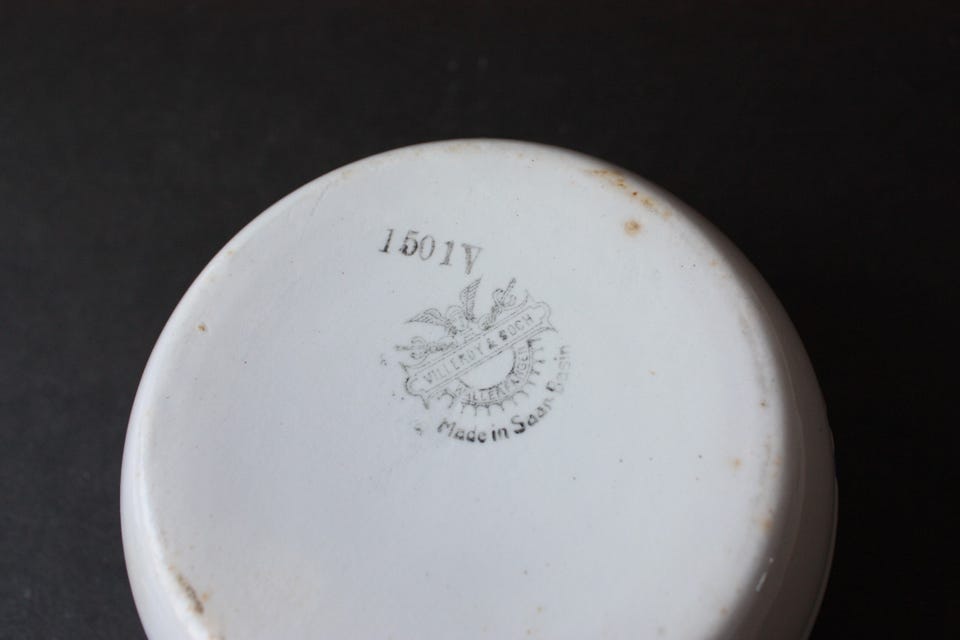 1501V
VILLEROY & BOCH
WALLERFANGEN
Made in Saar Basin